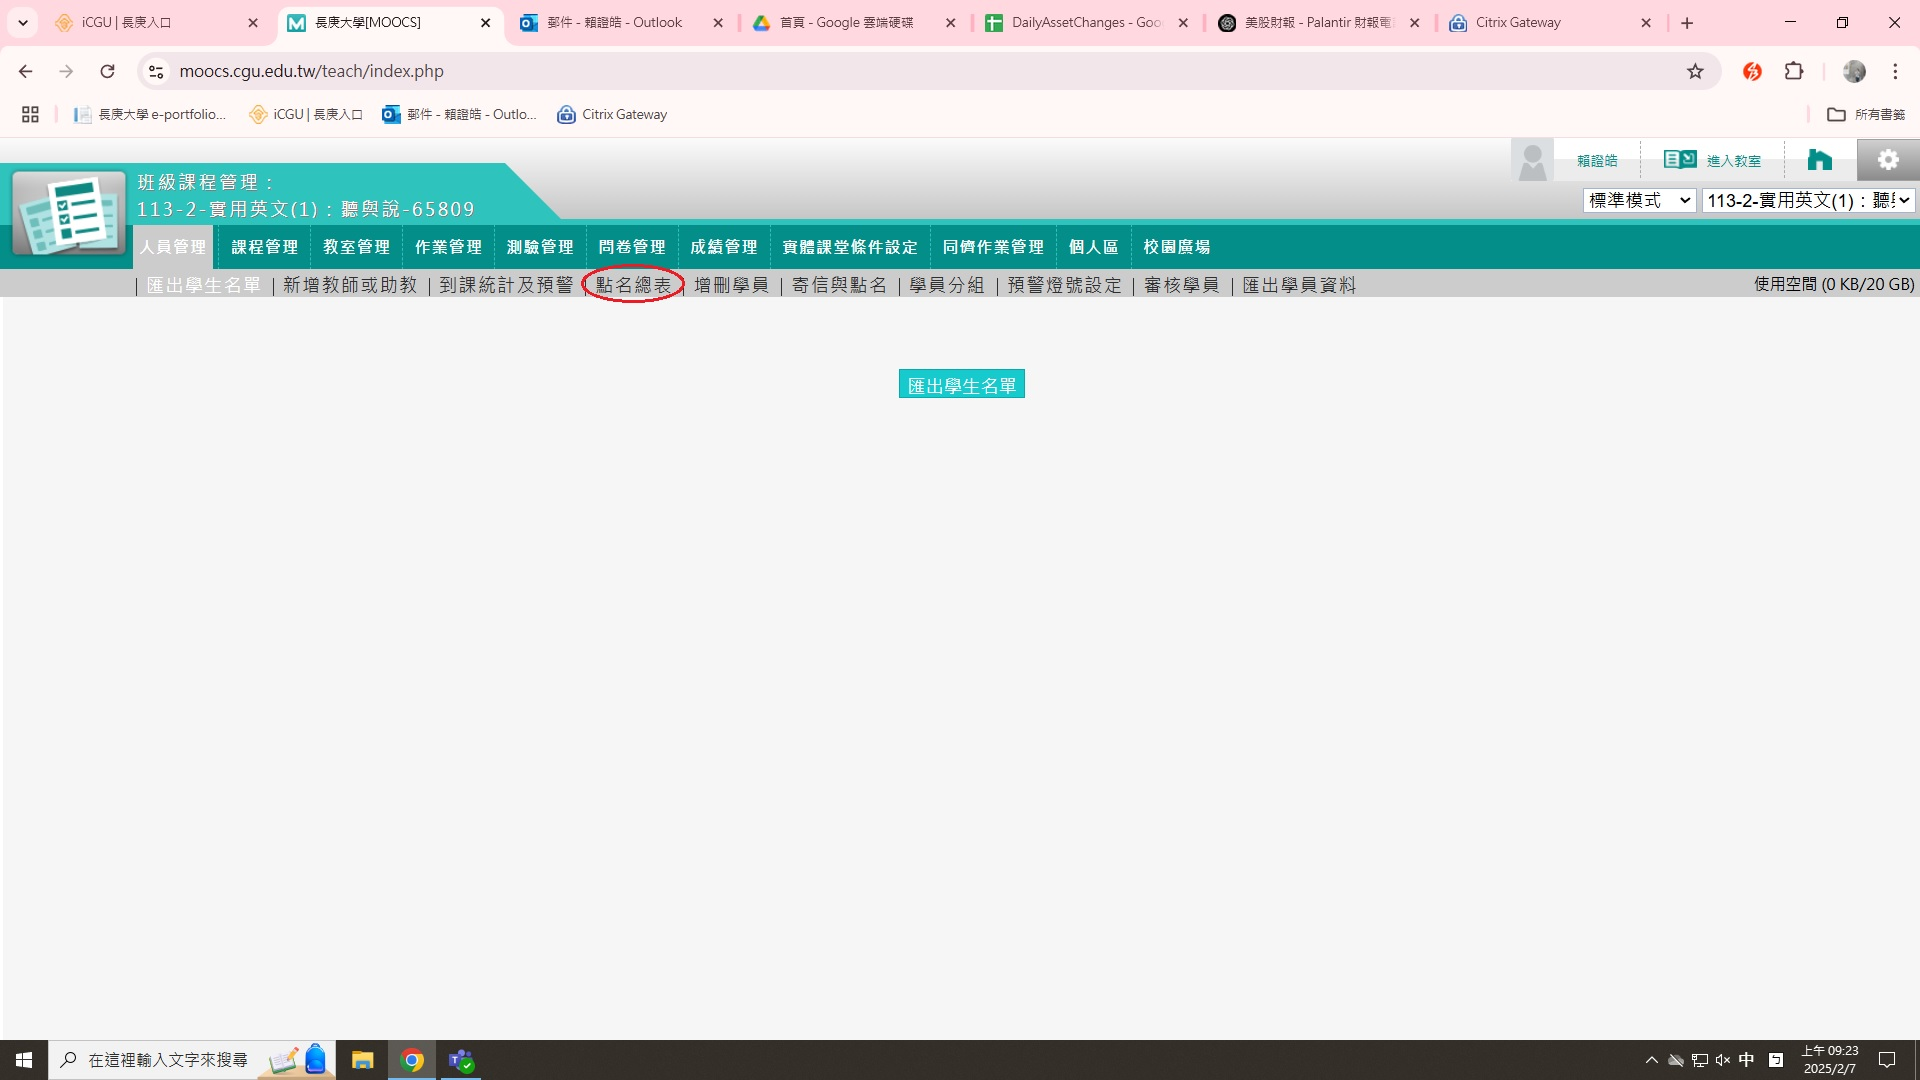 iCGU | 長庚入口
長庚大學[MOOCS]
郵件 - 賴證皓 - Outlook
首頁 - Google 雲端硬碟
DailyAssetChanges - Goo
美股財報 - Palantir 財報電
Citrix Gateway
moocs.cgu.edu.tw/teach/index.php
長庚大學 e-portfolio...
iCGU | 長庚入口
郵件 - 賴證皓 - Outlo...
Citrix Gateway
所有書籤
賴證皓
進入教室
班級課程管理：
113-2-實用英文(1)：聽與說-65809
標準模式
113-2-實用英文(1)：聽
人員管理
課程管理
教室管理
作業管理
測驗管理
問卷管理
成績管理
實體課堂條件設定
同儕作業管理
個人區
校園廣場
匯出學生名單
新增教師或助教
到課統計及預警
點名總表
增刪學員
寄信與點名
學員分組
預警燈號設定
審核學員
匯出學員資料
使用空間 (0 KB/20 GB)
匯出學生名單
在這裡輸入文字來搜尋
中
上午 09:23
2025/2/7